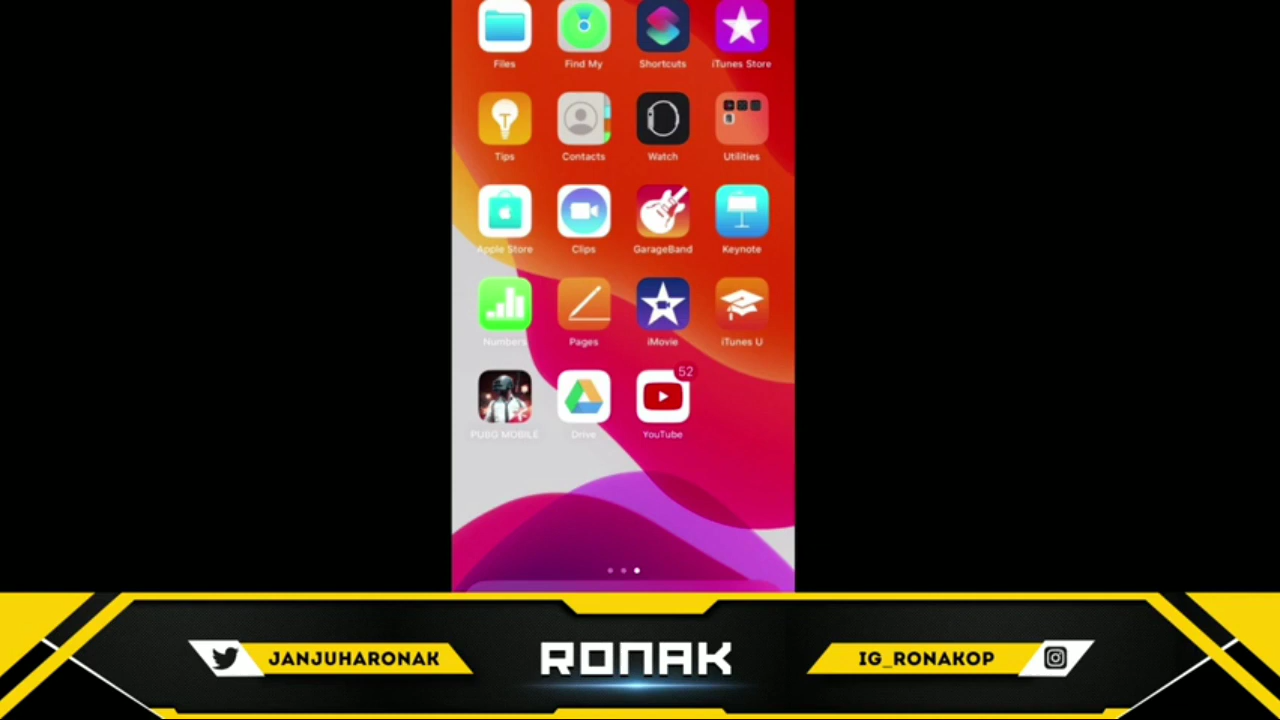 Files Find My Shortcuts iTunes Store
Tips Contacts Watch Utilities
Apple Store Clips GarageBand Keynote
Numbers Pages iMovie iTunes U
52
PUBG MOBILE Drive YouTube
JANJUHARONAK RONAK IG_RONAKOP